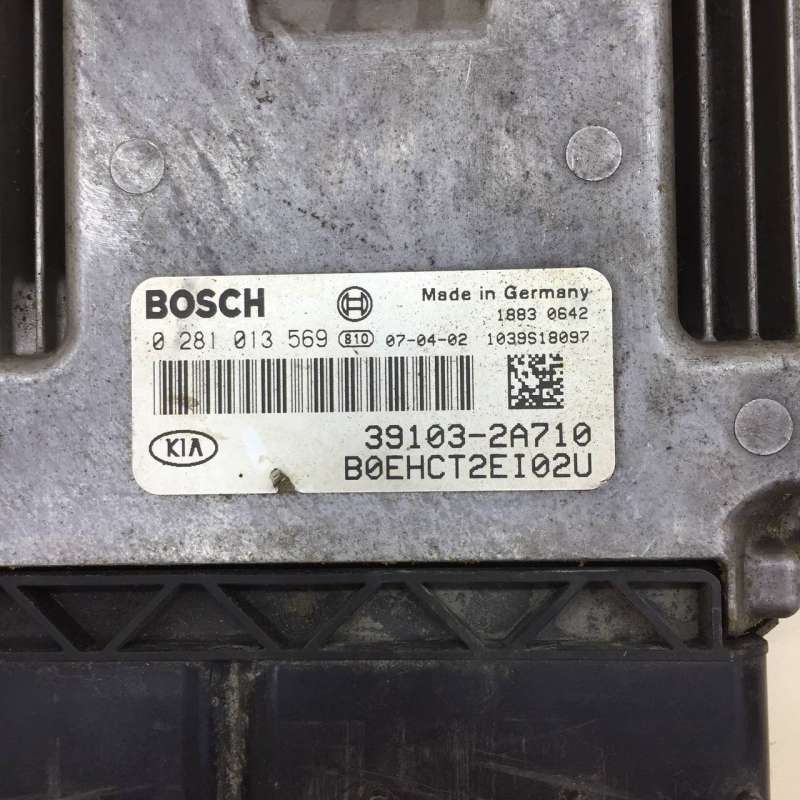 BOSCH Made in Germany
1883 0642
0 281 013 569 810 07-04-02 1039S18097
KIA 39103-2A710
B0EHCT2EI02U